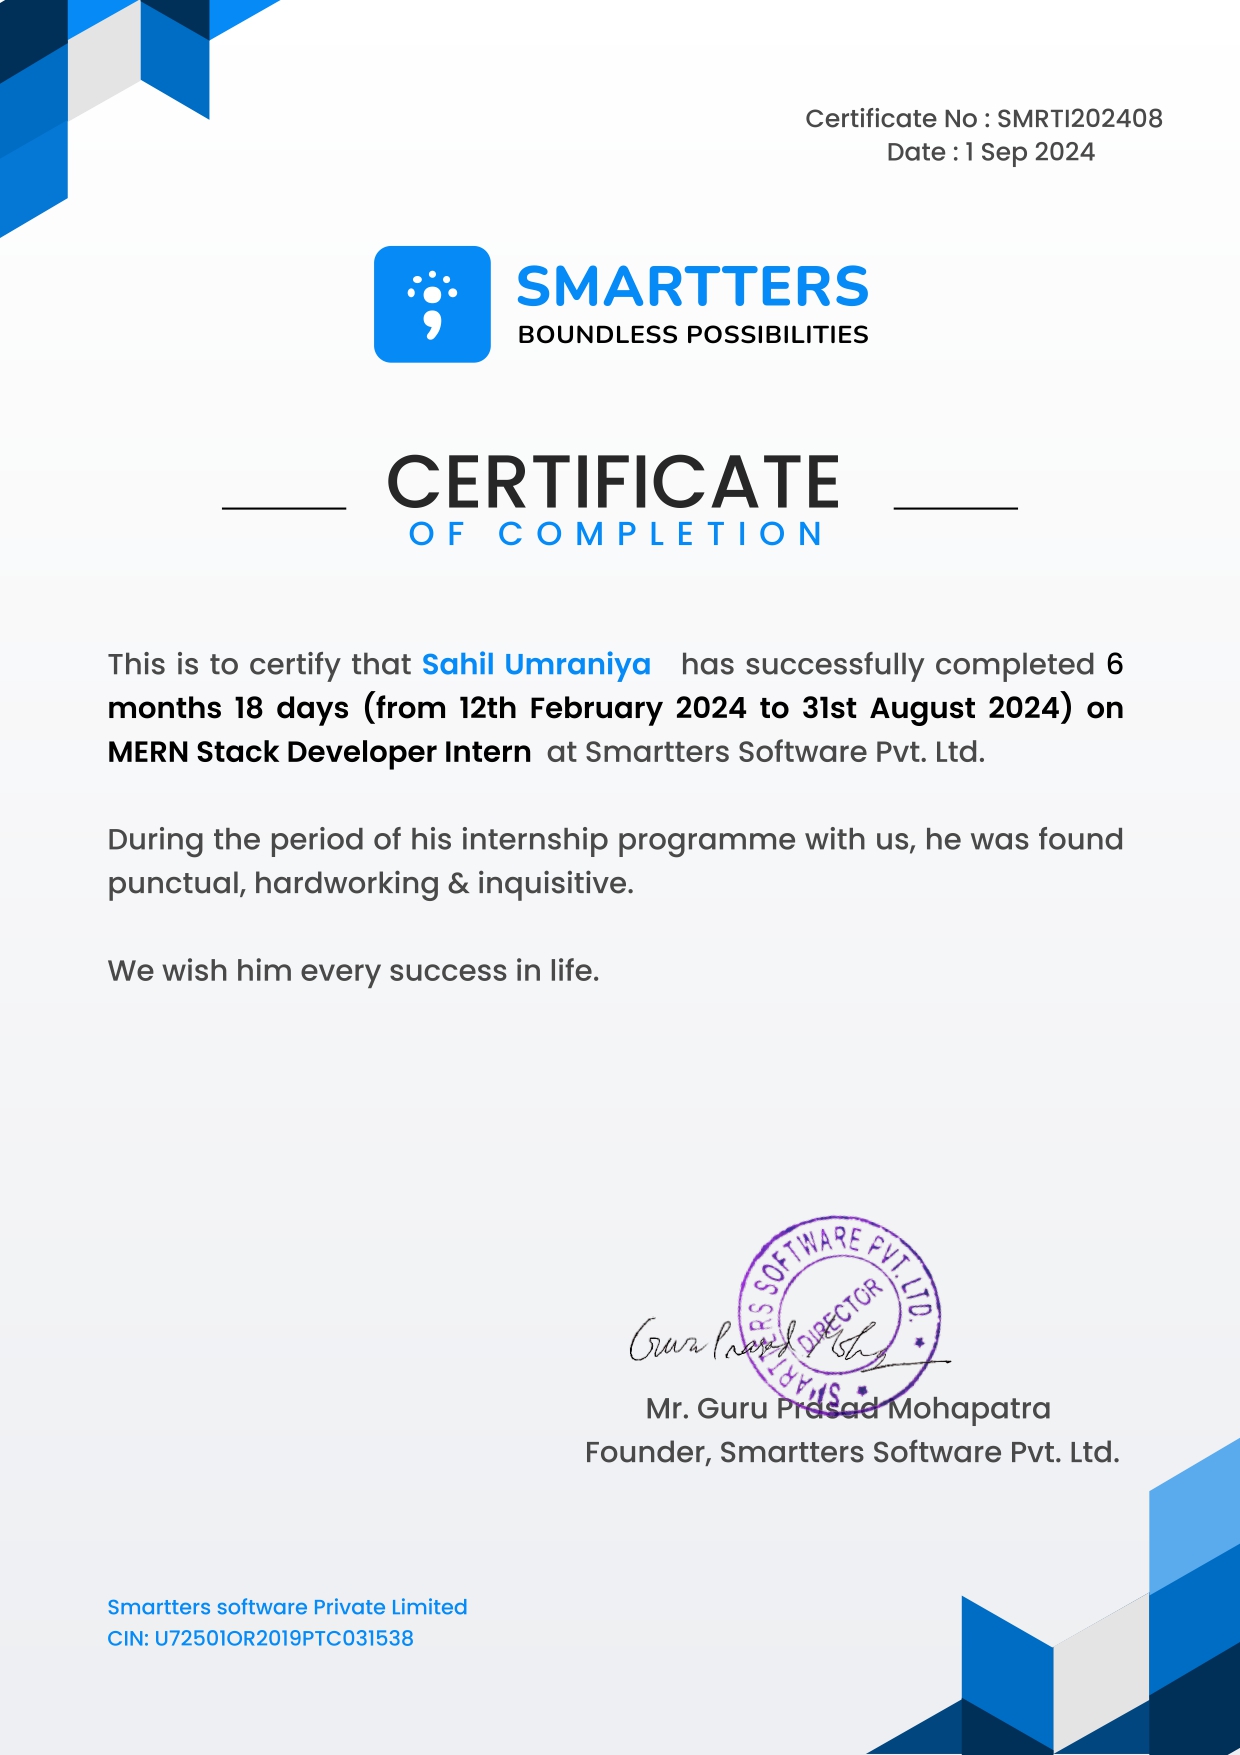 Certificate No : SMRTI202408
Date : 1 Sep 2024
SMARTTERS
BOUNDLESS POSSIBILITIES
CERTIFICATE
OF COMPLETION
This is to certify that Sahil Umraniya has successfully completed 6
months 18 days (from 12th February 2024 to 31st August 2024) on
MERN Stack Developer Intern at Smartters Software Pvt. Ltd.
During the period of his internship programme with us, he was found
punctual, hardworking & inquisitive.
We wish him every success in life.
SMARTTERS SOFTWARE PVT. LTD.
DIRECTOR
Guru Prasad Moha
Mr. Guru Prasad Mohapatra
Founder, Smartters Software Pvt. Ltd.
Smartters software Private Limited
CIN: U72501OR2019PTC031538